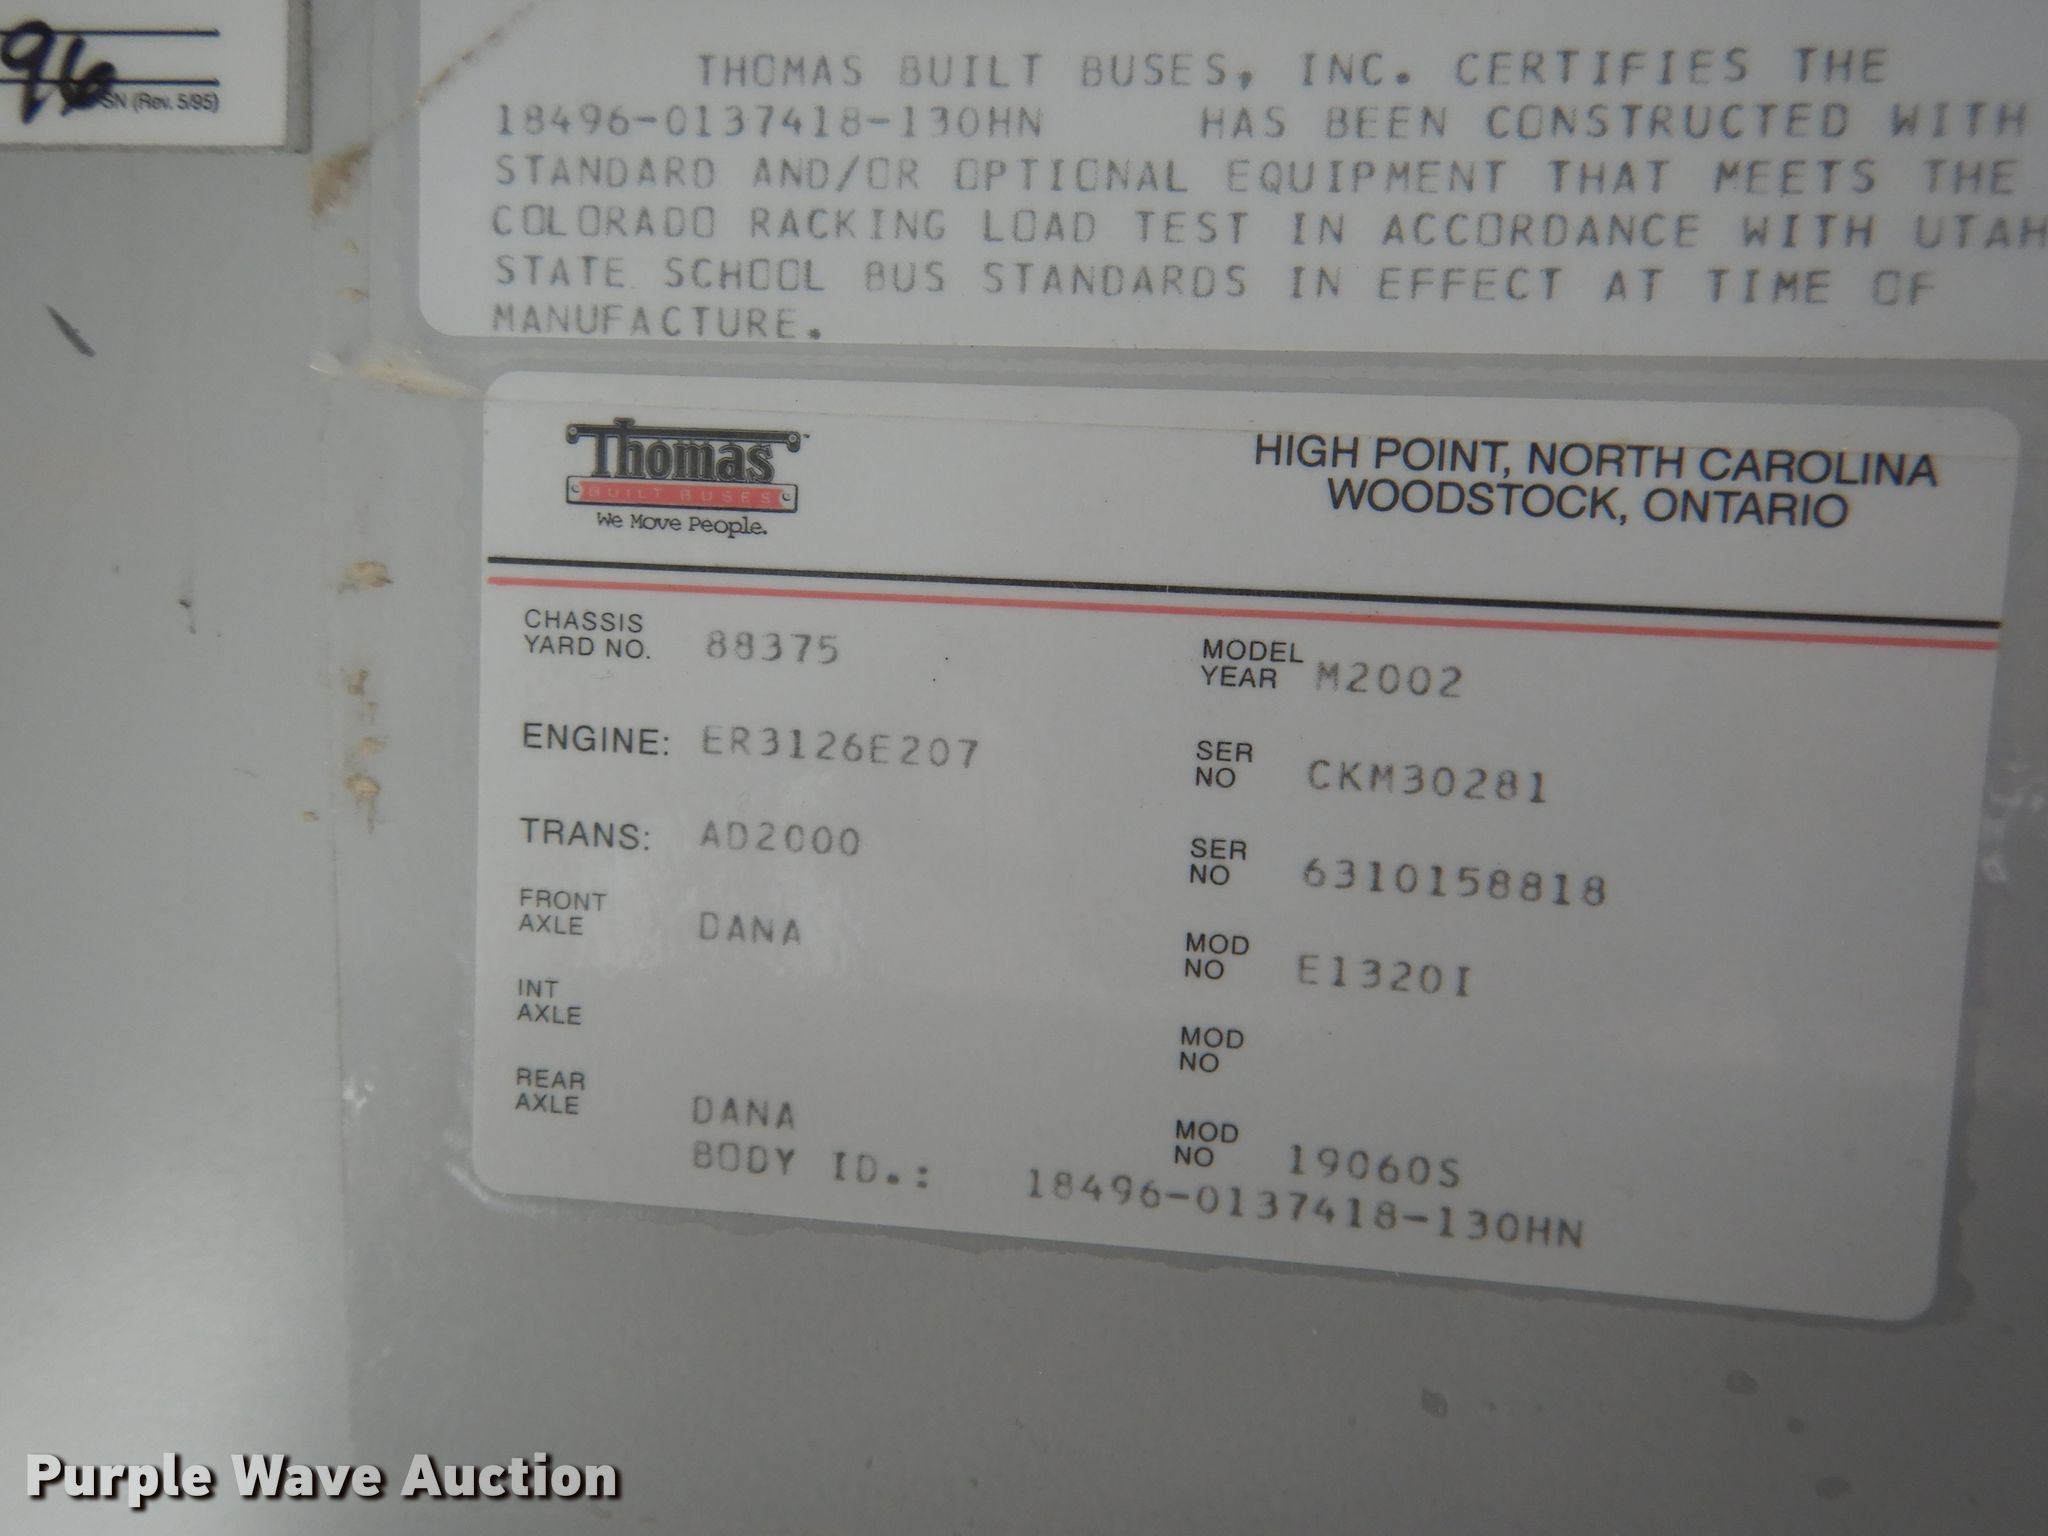 96
SN (Rev. 5/95)
THOMAS BUILT BUSES, INC. CERTIFIES THE
18496-0137418-130HN HAS BEEN CONSTRUCTED WITH
STANDARD AND/OR OPTIONAL EQUIPMENT THAT MEETS THE
COLORADO RACKING LOAD TEST IN ACCORDANCE WITH UTAH
STATE SCHOOL BUS STANDARDS IN EFFECT AT TIME OF
MANUFACTURE.
Thomas
BUILT BUSES
We Move People.
HIGH POINT, NORTH CAROLINA
WOODSTOCK, ONTARIO
CHASSIS
YARD NO. 88375
MODEL
YEAR M2002
ENGINE: ER3126E207
SER
NO CKM30281
TRANS: AD2000
SER
NO 6310158818
FRONT
AXLE DANA
MOD
NO E1320I
INT
AXLE
MOD
NO
REAR
AXLE DANA
MOD
NO 19060S
BODY ID.: 18496-0137418-130HN
Purple Wave Auction